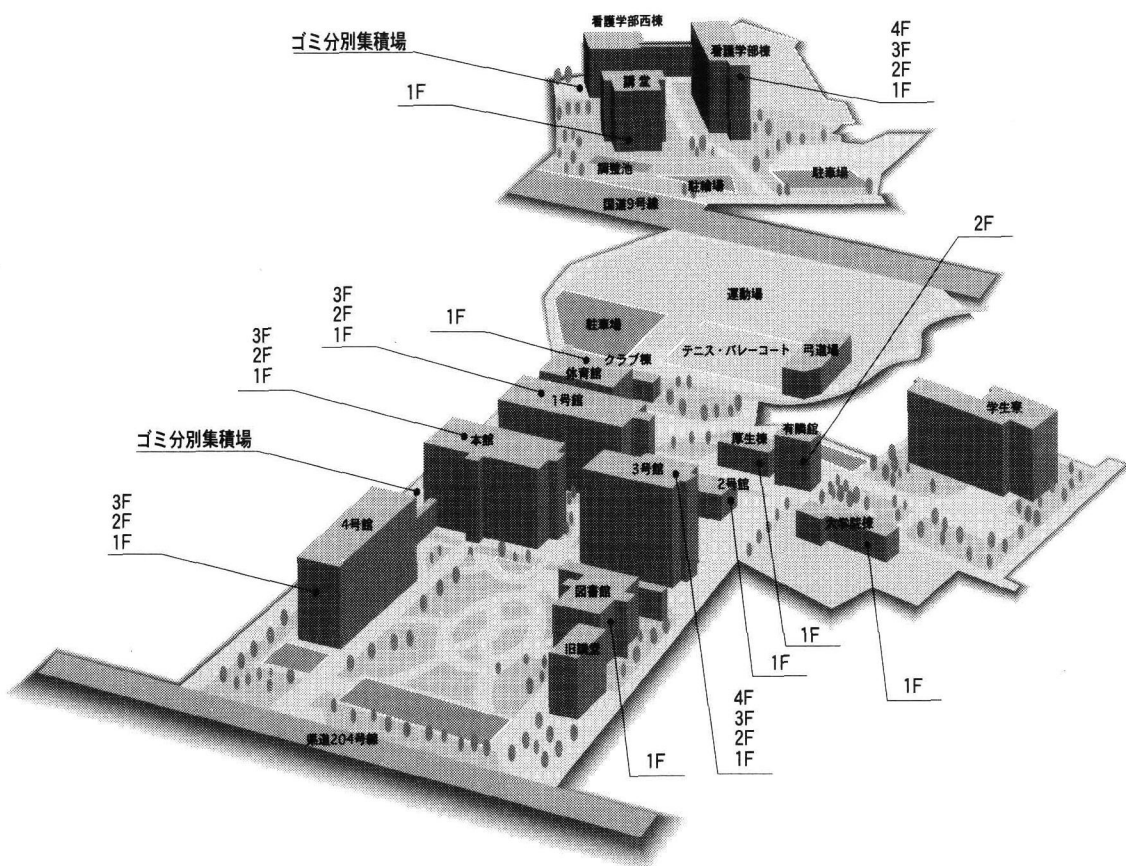 看護学部西棟
ゴミ分別集積場
看護学部棟
4F
3F
2F
1F
講堂
1F
調整池
駐輪場
駐車場
国道9号線
2F
運動場
3F
2F
1F
1F
駐車場
クラブ棟
テニス・バレーコート
弓道場
3F
2F
1F
体育館
1号館
学生寮
本館
厚生棟
有隣館
ゴミ分別集積場
3号館
2号館
3F
2F
1F
4号館
大学院棟
図書館
旧講堂
1F
1F
1F
4F
3F
2F
1F
1F
県道204号線